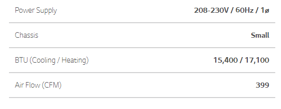 Power Supply 208-230V / 60Hz / 1ø
Chassis Small
BTU (Cooling / Heating) 15,400 / 17,100
Air Flow (CFM) 399